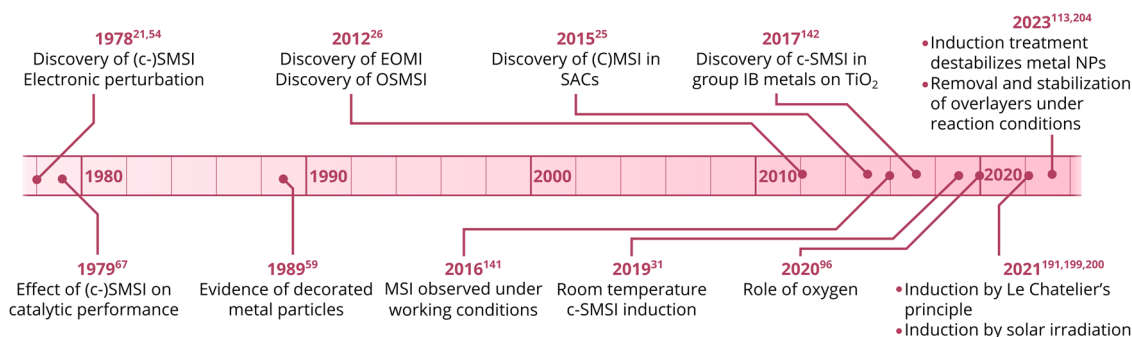 1978²¹,⁵⁴
Discovery of (c-)SMSI
Electronic perturbation
2012²⁶
Discovery of EOMI
Discovery of OSMSI
2015²⁵
Discovery of (C)MSI in
SACs
2017¹⁴²
Discovery of c-SMSI in
group IB metals on TiO₂
2023¹¹³,²⁰⁴
•Induction treatment
destabilizes metal NPs
•Removal and stabilization
of overlayers under
reaction conditions
1980
1990
2000
2010
2020
1979⁶⁷
Effect of (c-)SMSI on
catalytic performance
1989⁵⁹
Evidence of decorated
metal particles
2016¹⁴¹
MSI observed under
working conditions
2019³¹
Room temperature
c-SMSI induction
2020⁹⁶
Role of oxygen
2021¹⁹¹,¹⁹⁹,²⁰⁰
•Induction by Le Chatelier's
principle
•Induction by solar irradiation